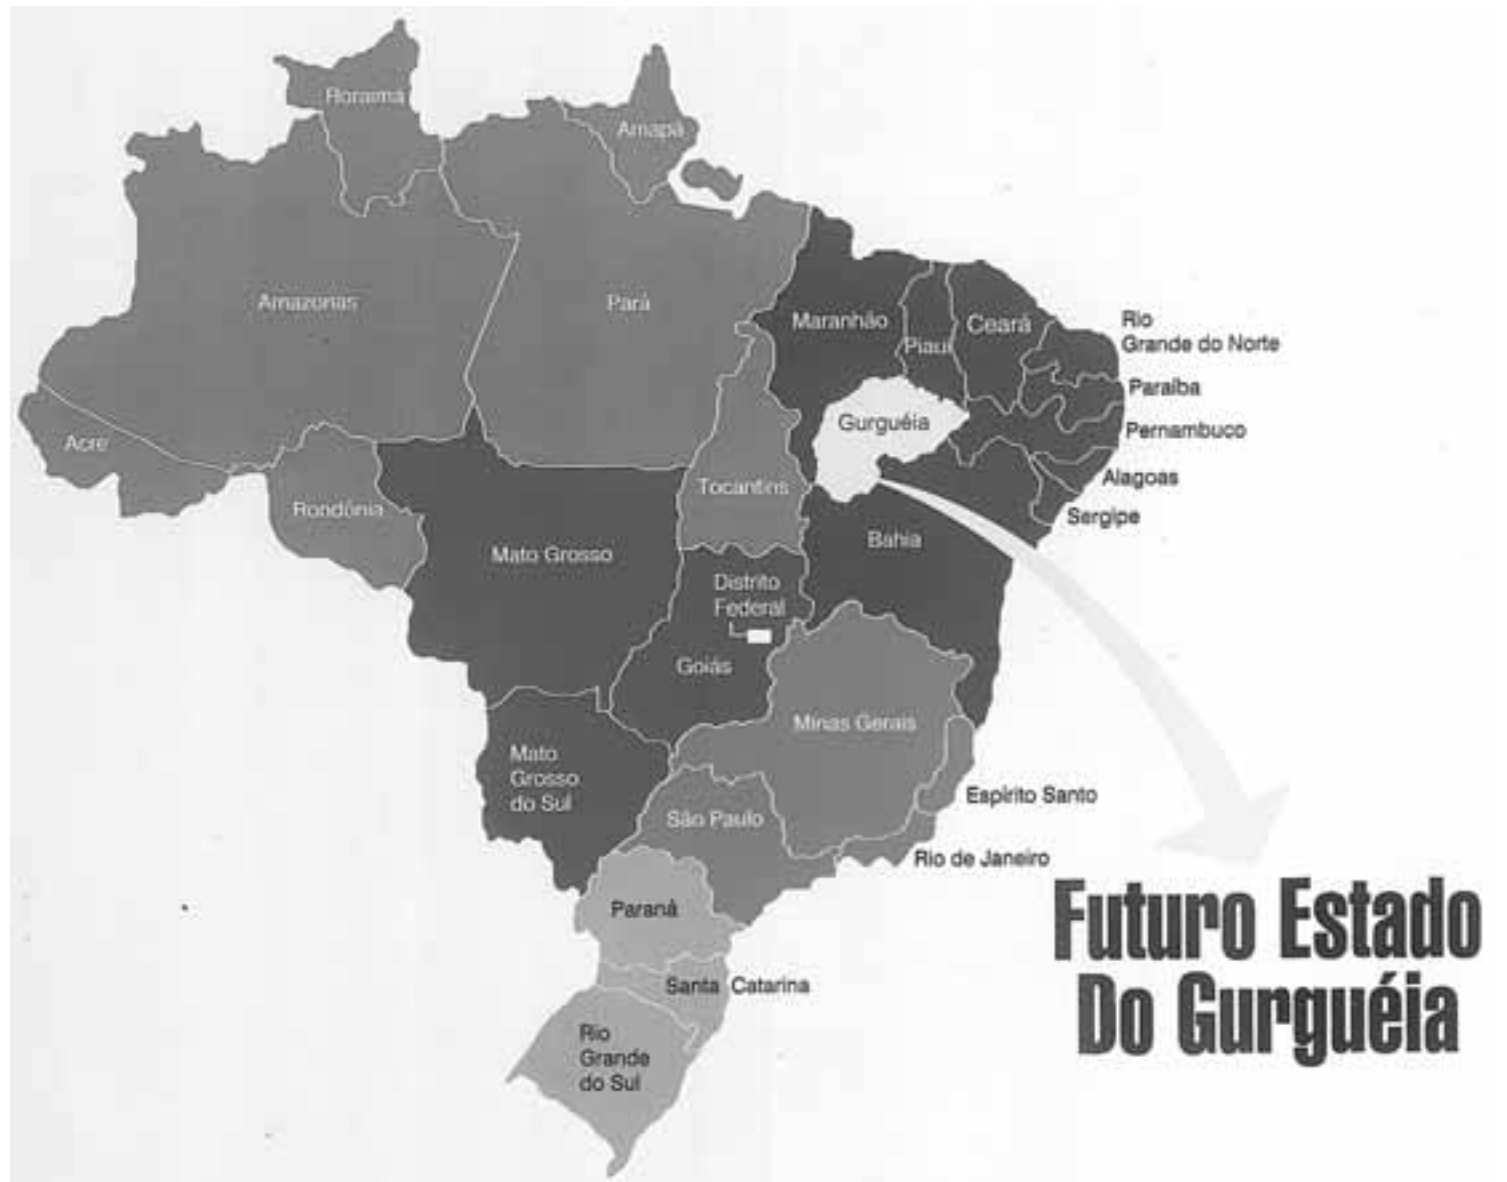 Roraima
Amapá
Amazonas
Pará
Maranhão
Piauí
Ceará
Rio
Grande do Norte
Paraíba
Pernambuco
Alagoas
Sergipe
Gurguéia
Acre
Rondônia
Tocantins
Mato Grosso
Bahia
Distrito
Federal
Goiás
Minas Gerais
Mato
Grosso
do Sul
Espírito Santo
São Paulo
Rio de Janeiro
Paraná
Santa Catarina
Rio
Grande
do Sul
Futuro Estado
Do Gurguéia